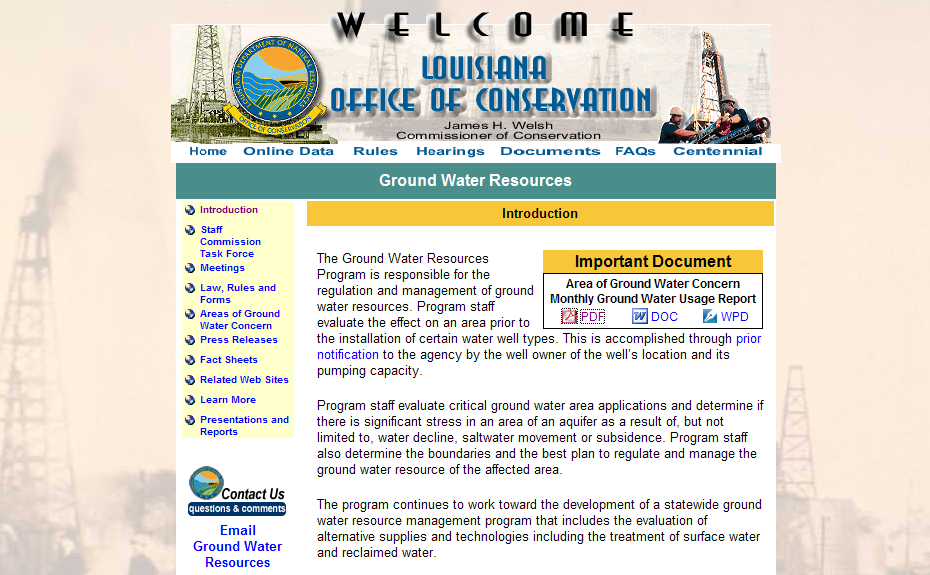 WELCOME
LOUISIANA
OFFICE OF CONSERVATION
James H. Welsh
Commissioner of Conservation
LOUISIANA DEPARTMENT OF NATURAL RESOURCES
OFFICE OF CONSERVATION
Home Online Data Rules Hearings Documents FAQs Centennial
Ground Water Resources
Introduction
Staff
Commission
Task Force
Meetings
Law, Rules and
Forms
Areas of Ground
Water Concern
Press Releases
Fact Sheets
Related Web Sites
Learn More
Presentations and
Reports
Contact Us
questions & comments
Email
Ground Water
Resources
Introduction
Important Document
Area of Ground Water Concern
Monthly Ground Water Usage Report
PDF DOC WPD
The Ground Water Resources
Program is responsible for the
regulation and management of ground
water resources. Program staff
evaluate the effect on an area prior to
the installation of certain water well types. This is accomplished through prior
notification to the agency by the well owner of the well's location and its
pumping capacity.
Program staff evaluate critical ground water area applications and determine if
there is significant stress in an area of an aquifer as a result of, but not
limited to, water decline, saltwater movement or subsidence. Program staff
also determine the boundaries and the best plan to regulate and manage the
ground water resource of the affected area.
The program continues to work toward the development of a statewide ground
water resource management program that includes the evaluation of
alternative supplies and technologies including the treatment of surface water
and reclaimed water.